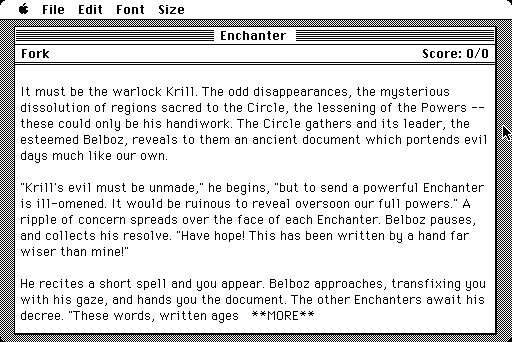 File Edit Font Size
Enchanter
Fork Score: 0/0
It must be the warlock Krill. The odd disappearances, the mysterious
dissolution of regions sacred to the Circle, the lessening of the Powers --
these could only be his handiwork. The Circle gathers and its leader, the
esteemed Belboz, reveals to them an ancient document which portends evil
days much like our own.
"Krill's evil must be unmade," he begins, "but to send a powerful Enchanter
is ill-omened. It would be ruinous to reveal oversoon our full powers." A
ripple of concern spreads over the face of each Enchanter. Belboz pauses,
and collects his resolve. "Have hope! This has been written by a hand far
wiser than mine!"
He recites a short spell and you appear. Belboz approaches, transfixing you
with his gaze, and hands you the document. The other Enchanters await his
decree. "These words, written ages **MORE**